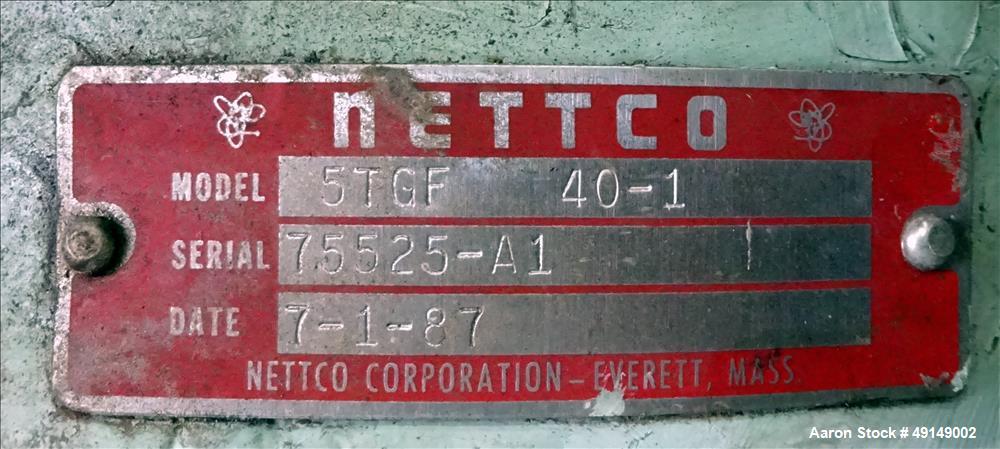 NETTCO
MODEL 5TGF 40-1
SERIAL 75525-A1
DATE 7-1-87
NETTCO CORPORATION - EVERETT, MASS.
Aaron Stock # 49149002